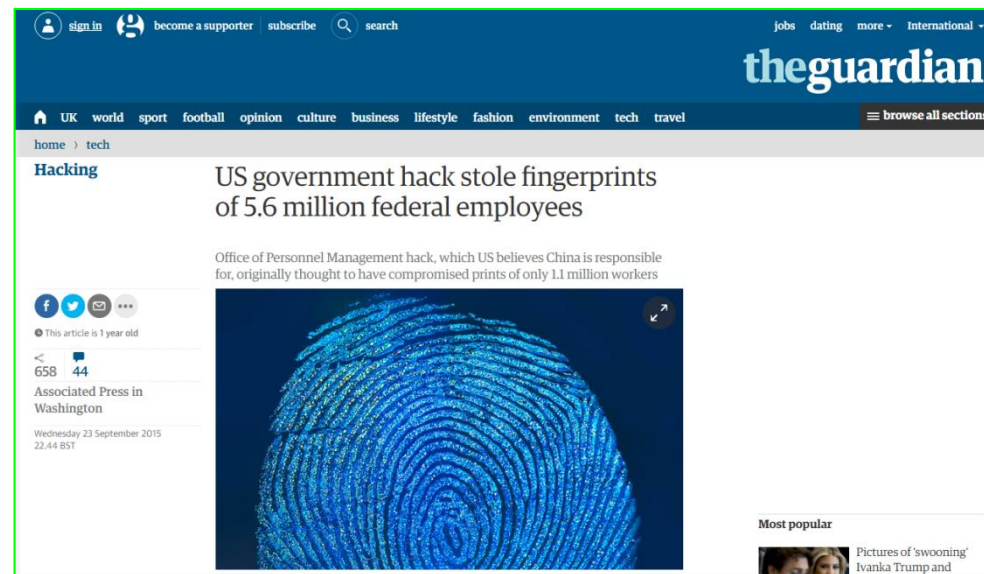 sign in become a supporter subscribe search jobs dating more International
theguardian
UK world sport football opinion culture business lifestyle fashion environment tech travel browse all sections
home › tech
Hacking
US government hack stole fingerprints
of 5.6 million federal employees
Office of Personnel Management hack, which US believes China is responsible
for, originally thought to have compromised prints of only 1.1 million workers
This article is 1 year old
658 44
Associated Press in
Washington
Wednesday 23 September 2015
22.44 BST
Most popular
Pictures of 'swooning'
Ivanka Trump and